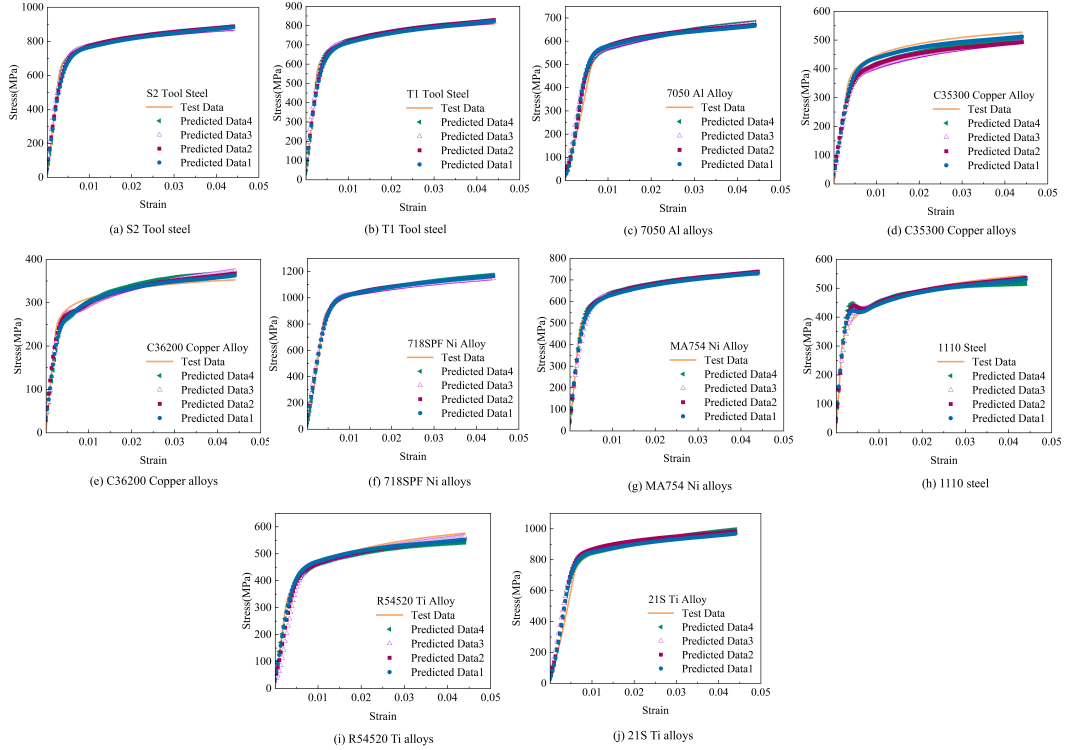 1000
800
600
400
200
0
Stress(MPa)
S2 Tool Steel
Test Data
Predicted Data4
Predicted Data3
Predicted Data2
Predicted Data1
0.01 0.02 0.03 0.04 0.05
Strain
(a) S2 Tool steel
900
800
700
600
500
400
300
200
100
0
Stress(MPa)
T1 Tool Steel
Test Data
Predicted Data4
Predicted Data3
Predicted Data2
Predicted Data1
0.01 0.02 0.03 0.04 0.05
Strain
(b) T1 Tool steel
700
600
500
400
300
200
100
0
Stress(MPa)
7050 Al Alloy
Test Data
Predicted Data4
Predicted Data3
Predicted Data2
Predicted Data1
0.01 0.02 0.03 0.04 0.05
Strain
(c) 7050 Al alloys
600
500
400
300
200
100
0
Stress(MPa)
C35300 Copper Alloy
Test Data
Predicted Data4
Predicted Data3
Predicted Data2
Predicted Data1
0.01 0.02 0.03 0.04 0.05
Strain
(d) C35300 Copper alloys
400
300
200
100
0
Stress(MPa)
C36200 Copper Alloy
Test Data
Predicted Data4
Predicted Data3
Predicted Data2
Predicted Data1
0.01 0.02 0.03 0.04 0.05
Strain
(e) C36200 Copper alloys
1200
1000
800
600
400
200
0
Stress(MPa)
718SPF Ni Alloy
Test Data
Predicted Data4
Predicted Data3
Predicted Data2
Predicted Data1
0.01 0.02 0.03 0.04 0.05
Strain
(f) 718SPF Ni alloys
800
700
600
500
400
300
200
100
0
Stress(MPa)
MA754 Ni Alloy
Test Data
Predicted Data4
Predicted Data3
Predicted Data2
Predicted Data1
0.01 0.02 0.03 0.04 0.05
Strain
(g) MA754 Ni alloys
600
500
400
300
200
100
0
Stress(MPa)
1110 Steel
Test Data
Predicted Data4
Predicted Data3
Predicted Data2
Predicted Data1
0.01 0.02 0.03 0.04 0.05
Strain
(h) 1110 steel
600
500
400
300
200
100
0
Stress(MPa)
R54520 Ti Alloy
Test Data
Predicted Data4
Predicted Data3
Predicted Data2
Predicted Data1
0.01 0.02 0.03 0.04 0.05
Strain
(i) R54520 Ti alloys
1000
800
600
400
200
0
Stress(MPa)
21S Ti Alloy
Test Data
Predicted Data4
Predicted Data3
Predicted Data2
Predicted Data1
0.01 0.02 0.03 0.04 0.05
Strain
(j) 21S Ti alloys